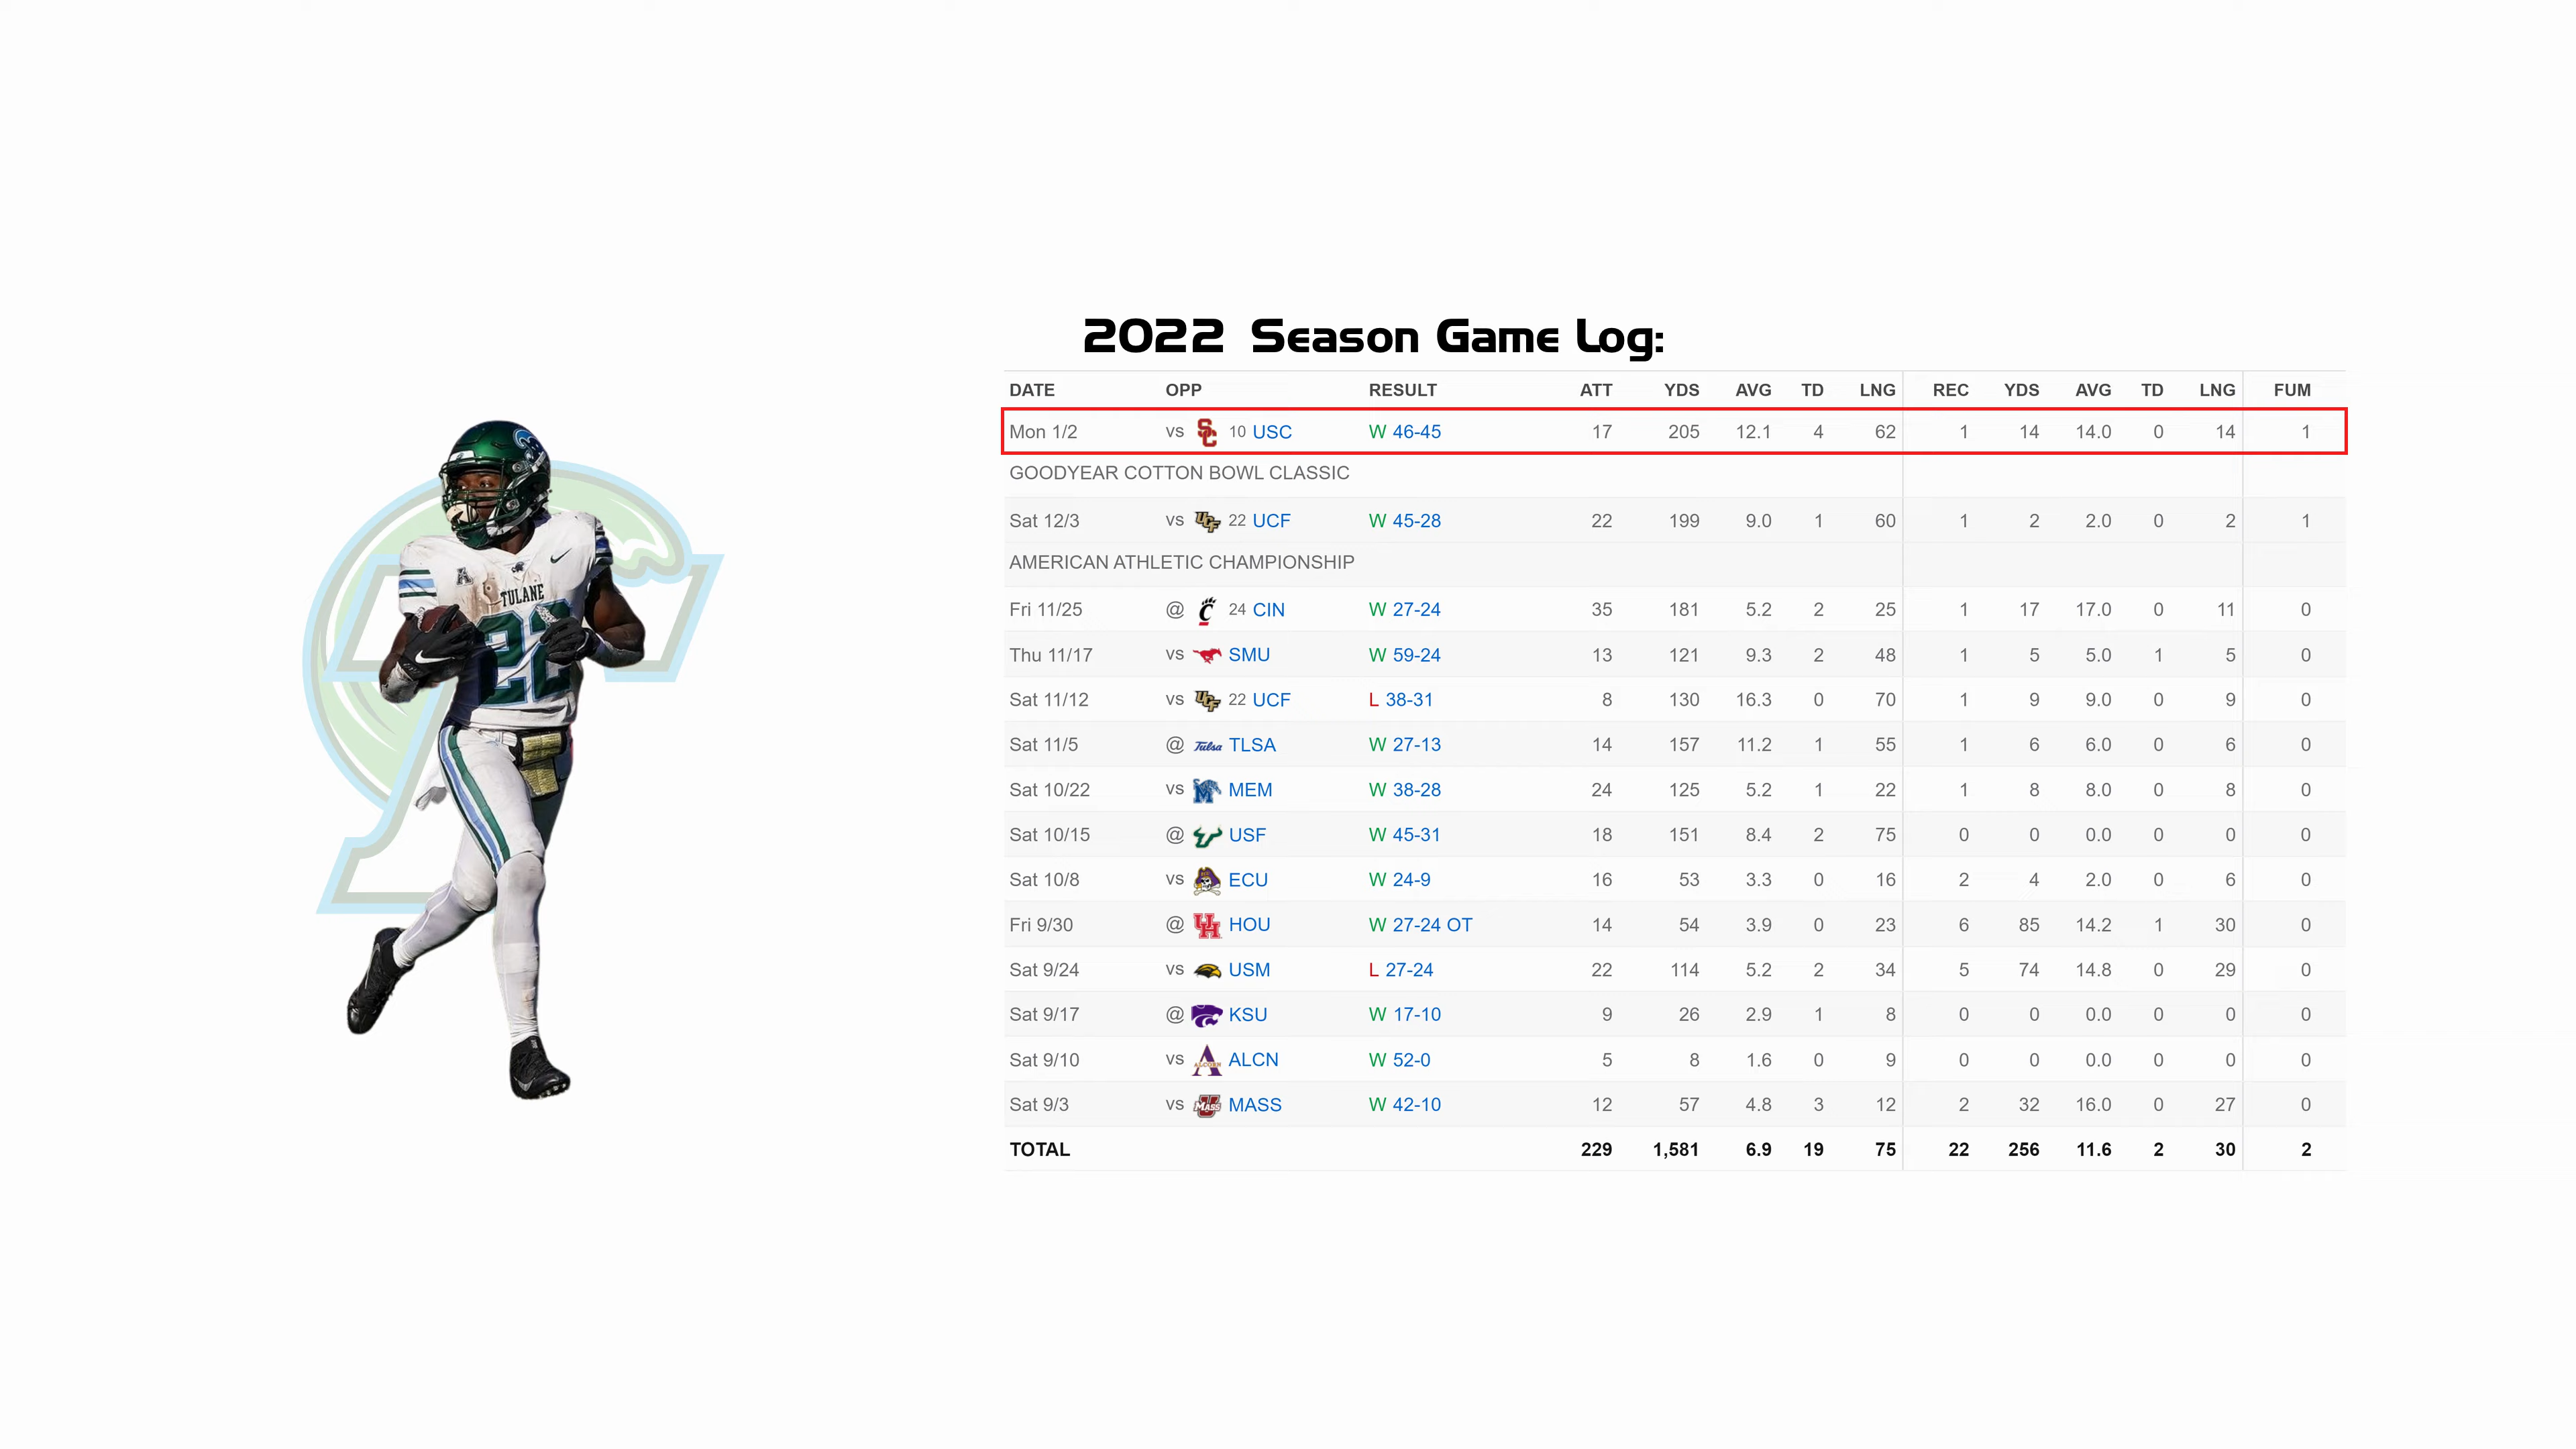 2022 Season Game Log:
DATE OPP RESULT ATT YDS AVG TD LNG REC YDS AVG TD LNG FUM
Mon 1/2 vs SC 10 USC W 46-45 17 205 12.1 4 62 1 14 14.0 0 14 1
GOODYEAR COTTON BOWL CLASSIC
Sat 12/3 vs UCF 22 UCF W 45-28 22 199 9.0 1 60 1 2 2.0 0 2 1
AMERICAN ATHLETIC CHAMPIONSHIP
Fri 11/25 @ C 24 CIN W 27-24 35 181 5.2 2 25 1 17 17.0 0 11 0
Thu 11/17 vs SMU W 59-24 13 121 9.3 2 48 1 5 5.0 1 5 0
Sat 11/12 vs UCF 22 UCF L 38-31 8 130 16.3 0 70 1 9 9.0 0 9 0
Sat 11/5 @ Tulsa TLSA W 27-13 14 157 11.2 1 55 1 6 6.0 0 6 0
Sat 10/22 vs M MEM W 38-28 24 125 5.2 1 22 1 8 8.0 0 8 0
Sat 10/15 @ USF W 45-31 18 151 8.4 2 75 0 0 0.0 0 0 0
Sat 10/8 vs ECU W 24-9 16 53 3.3 0 16 2 4 2.0 0 6 0
Fri 9/30 @ UH HOU W 27-24 OT 14 54 3.9 0 23 6 85 14.2 1 30 0
Sat 9/24 vs USM L 27-24 22 114 5.2 2 34 5 74 14.8 0 29 0
Sat 9/17 @ KSU W 17-10 9 26 2.9 1 8 0 0 0.0 0 0 0
Sat 9/10 vs A ALCORN ALCN W 52-0 5 8 1.6 0 9 0 0 0.0 0 0 0
Sat 9/3 vs UMASS MASS W 42-10 12 57 4.8 3 12 2 32 16.0 0 27 0
TOTAL 229 1,581 6.9 19 75 22 256 11.6 2 30 2
A
TULANE
22